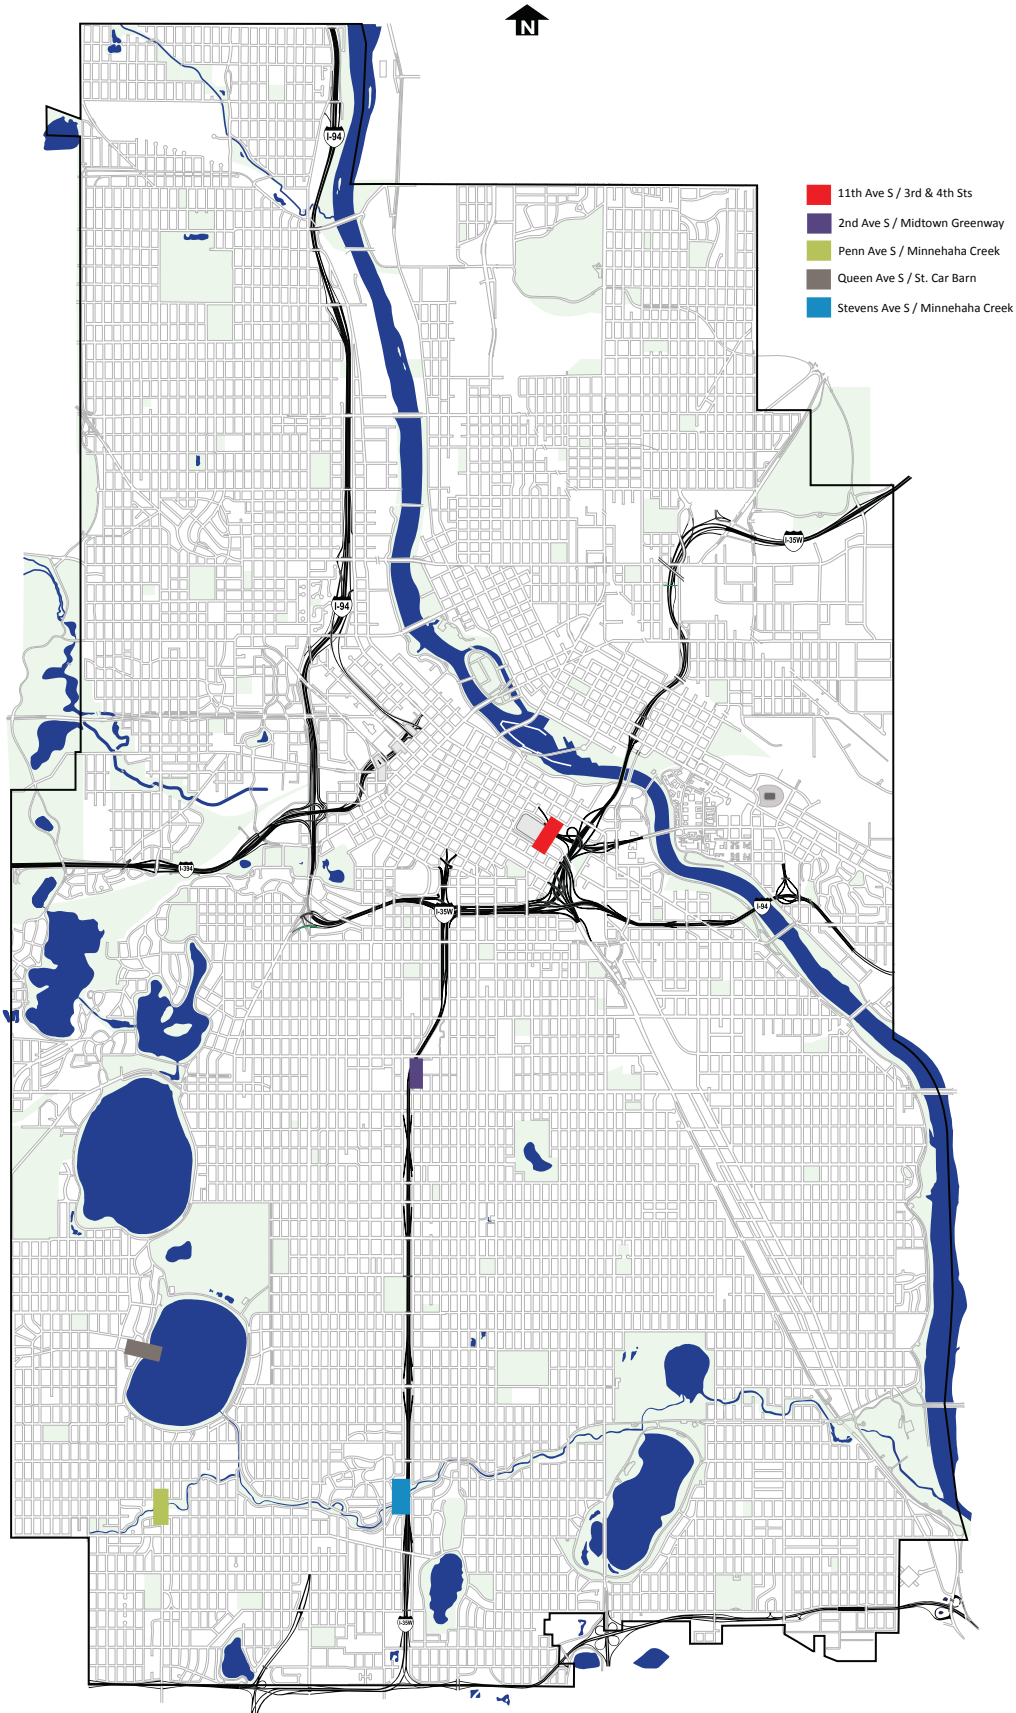 N
I-94
11th Ave S / 3rd & 4th Sts
2nd Ave S / Midtown Greenway
Penn Ave S / Minnehaha Creek
Queen Ave S / St. Car Barn
Stevens Ave S / Minnehaha Creek
I-35W
I-94
I-394
I-35W
I-94
I-35W